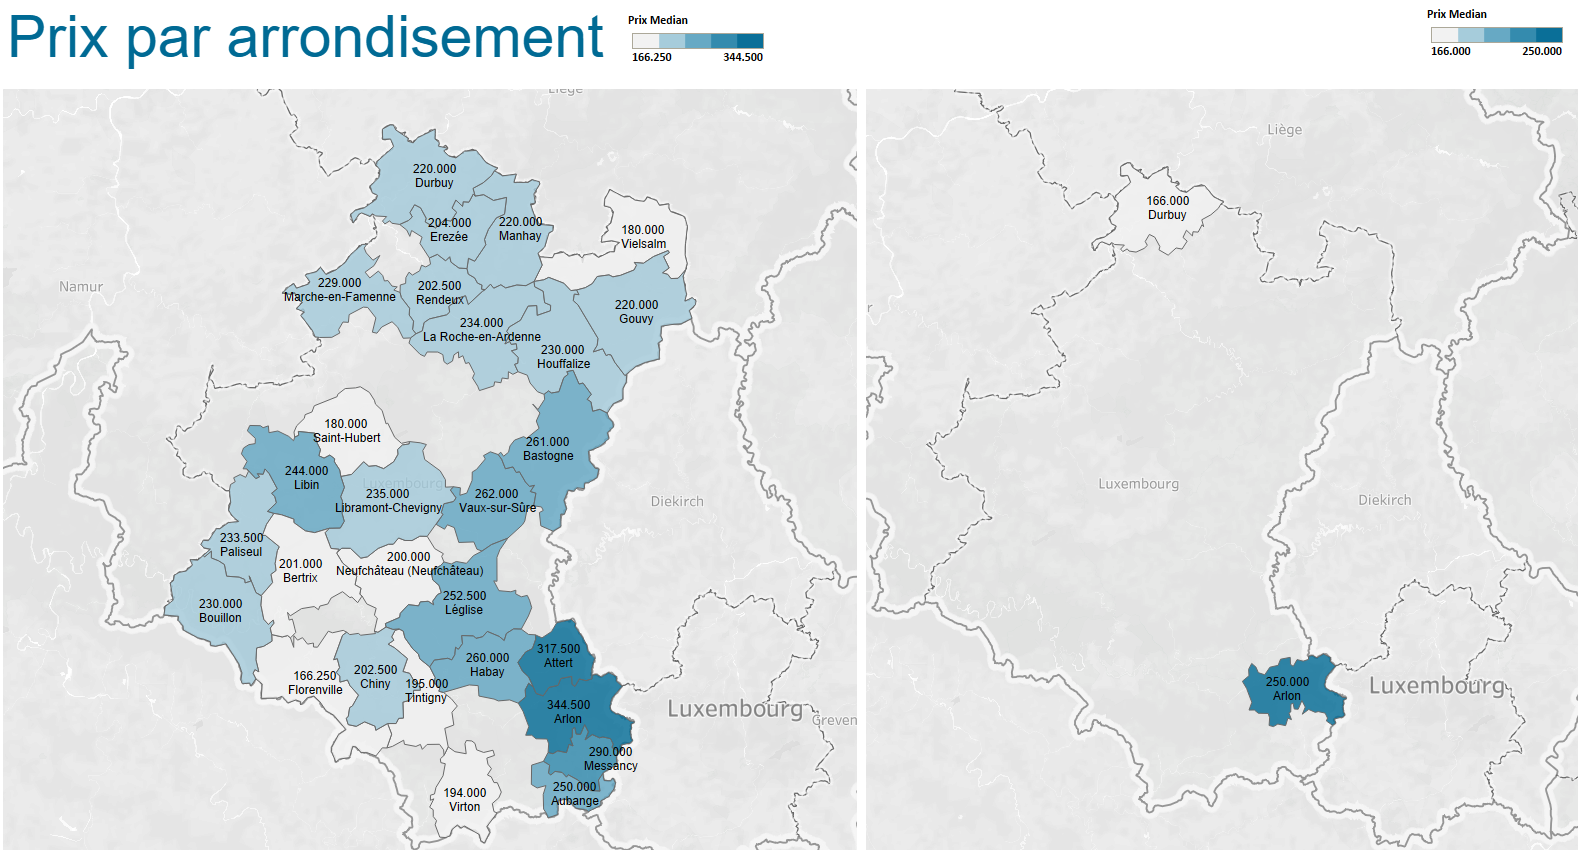 Prix par arrondisement
Prix Median
166.250 344.500
Prix Median
166.000 250.000
Liège
220.000
Durbuy
204.000
Erezée
220.000
Manhay
180.000
Vielsalm
Namur
229.000
Marche-en-Famenne
202.500
Rendeux
220.000
Gouvy
234.000
La Roche-en-Ardenne
230.000
Houffalize
180.000
Saint-Hubert
261.000
Bastogne
244.000
Libin
Luxembourg
235.000
Libramont-Chevigny
262.000
Vaux-sur-Sûre
Diekirch
233.500
Paliseul
201.000
Bertrix
200.000
Neufchâteau (Neufchâteau)
230.000
Bouillon
252.500
Léglise
317.500
Attert
260.000
Habay
166.250
Florenville
202.500
Chiny
195.000
Tintigny
344.500
Arlon
Luxembourg
Greven
290.000
Messancy
250.000
Aubange
194.000
Virton
Liège
166.000
Durbuy
r
Luxembourg
Diekirch
250.000
Arlon
Luxembourg